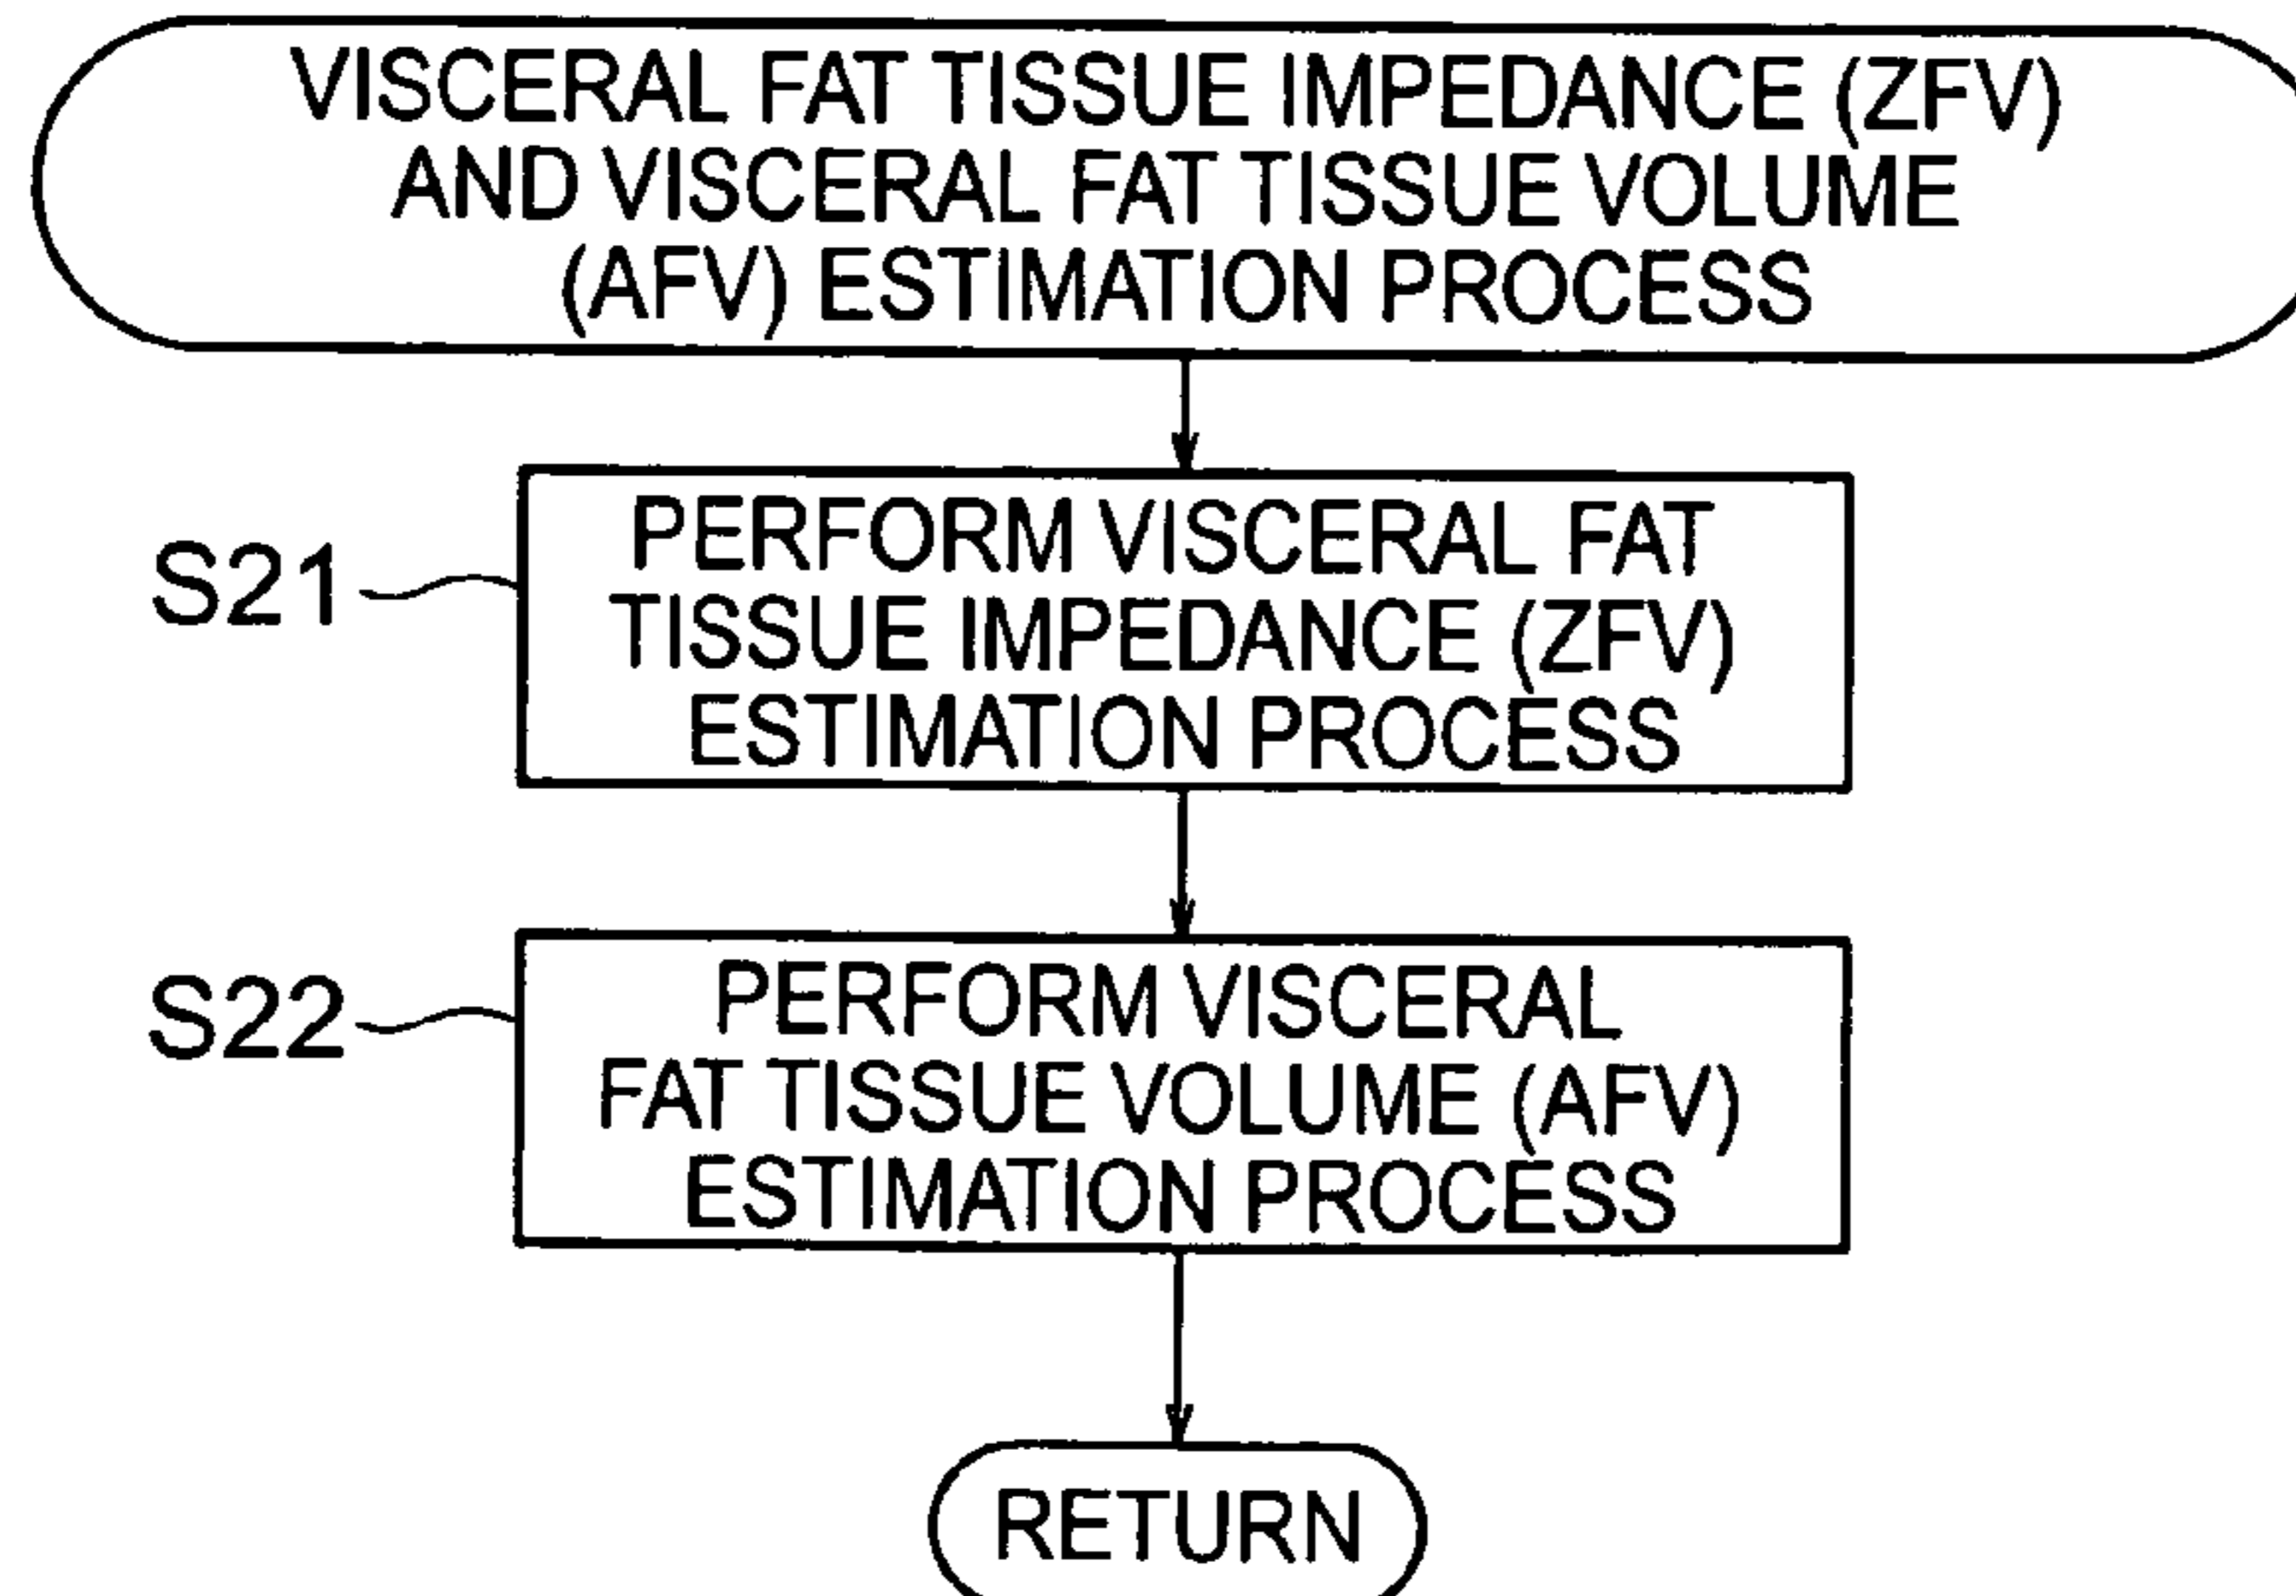 VISCERAL FAT TISSUE IMPEDANCE (ZFV)
AND VISCERAL FAT TISSUE VOLUME
(AFV) ESTIMATION PROCESS
S21
PERFORM VISCERAL FAT
TISSUE IMPEDANCE (ZFV)
ESTIMATION PROCESS
S22
PERFORM VISCERAL
FAT TISSUE VOLUME (AFV)
ESTIMATION PROCESS
RETURN